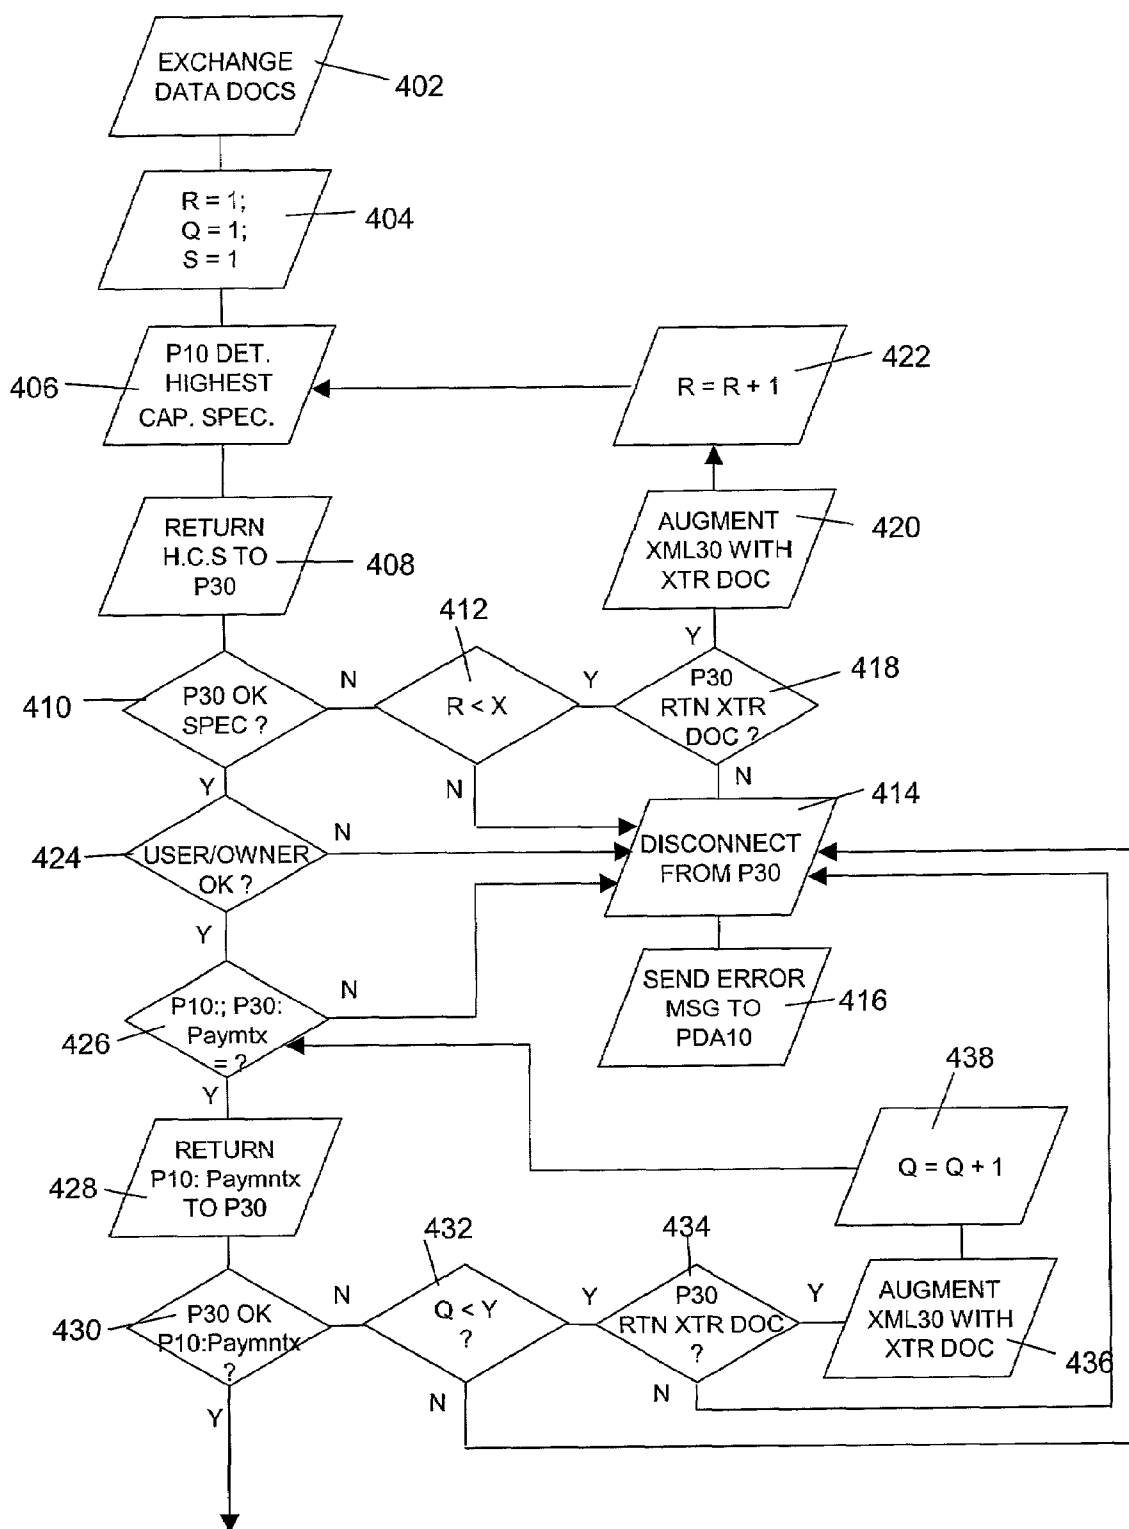 EXCHANGE
DATA DOCS
402
R = 1;
Q = 1;
S = 1
404
P10 DET.
HIGHEST
CAP. SPEC.
406
R = R + 1
422
RETURN
H.C.S TO
P30
408
AUGMENT
XML30 WITH
XTR DOC
420
412
Y
P30 OK
SPEC ?
410
N
R < X
Y
P30
RTN XTR
DOC ?
418
Y
N
N
414
USER/OWNER
OK ?
424
N
DISCONNECT
FROM P30
Y
P10:; P30:
Paymtx
= ?
426
N
SEND ERROR
MSG TO
PDA10
416
Y
438
Q = Q + 1
RETURN
P10: Paymntx
TO P30
428
432
434
P30 OK
P10:Paymntx
?
430
N
Q < Y
?
Y
P30
RTN XTR DOC
?
Y
AUGMENT
XML30 WITH
XTR DOC
436
Y
N
N